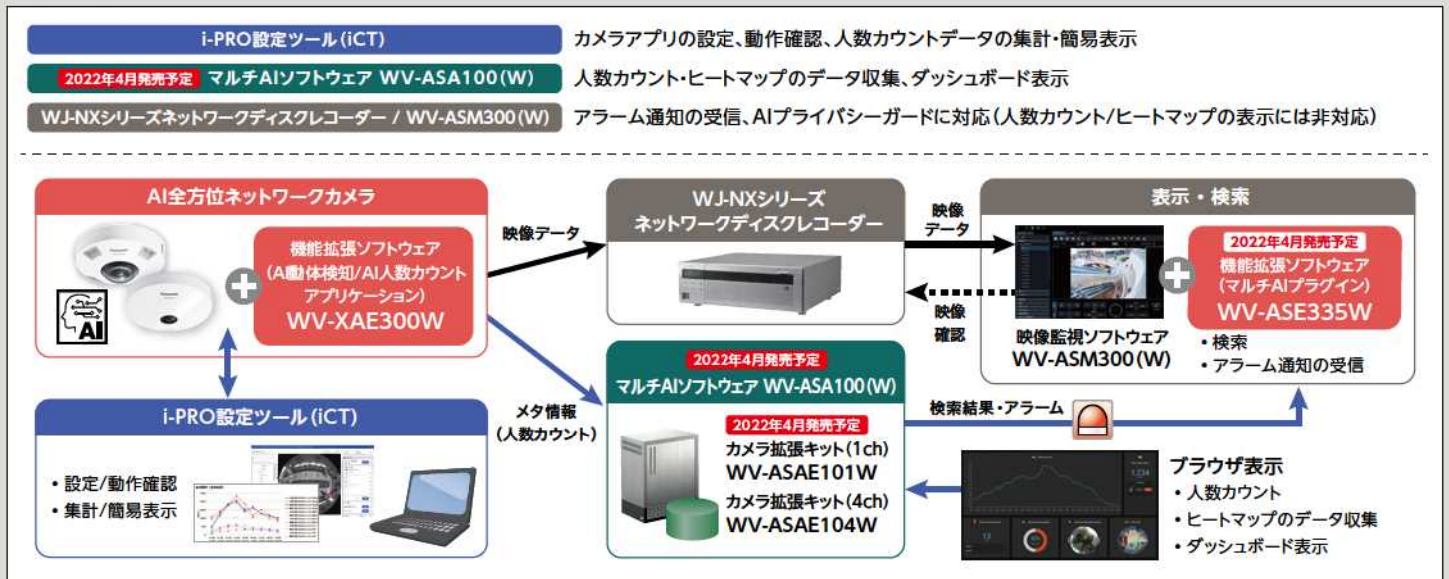 i-PRO設定ツール(iCT)
カメラアプリの設定、動作確認、人数カウントデータの集計・簡易表示
2022年4月発売予定 マルチAIソフトウェア WV-ASA100(W)
人数カウント・ヒートマップのデータ収集、ダッシュボード表示
WJ-NXシリーズネットワークディスクレコーダー / WV-ASM300(W)
アラーム通知の受信、AIプライバシーガードに対応(人数カウント/ヒートマップの表示には非対応)
AI全方位ネットワークカメラ
機能拡張ソフトウェア
(AI動体検知/AI人数カウント
アプリケーション)
WV-XAE300W
AI
映像データ
WJ-NXシリーズ
ネットワークディスクレコーダー
映像
データ
映像
確認
表示・検索
映像監視ソフトウェア
WV-ASM300(W)
2022年4月発売予定
機能拡張ソフトウェア
(マルチAIプラグイン)
WV-ASE335W
・検索
・アラーム通知の受信
i-PRO設定ツール(iCT)
・設定/動作確認
・集計/簡易表示
メタ情報
(人数カウント)
2022年4月発売予定
マルチAIソフトウェア WV-ASA100(W)
2022年4月発売予定
カメラ拡張キット(1ch)
WV-ASAE101W
カメラ拡張キット(4ch)
WV-ASAE104W
検索結果・アラーム
1,234
13
ブラウザ表示
・人数カウント
・ヒートマップのデータ収集
・ダッシュボード表示